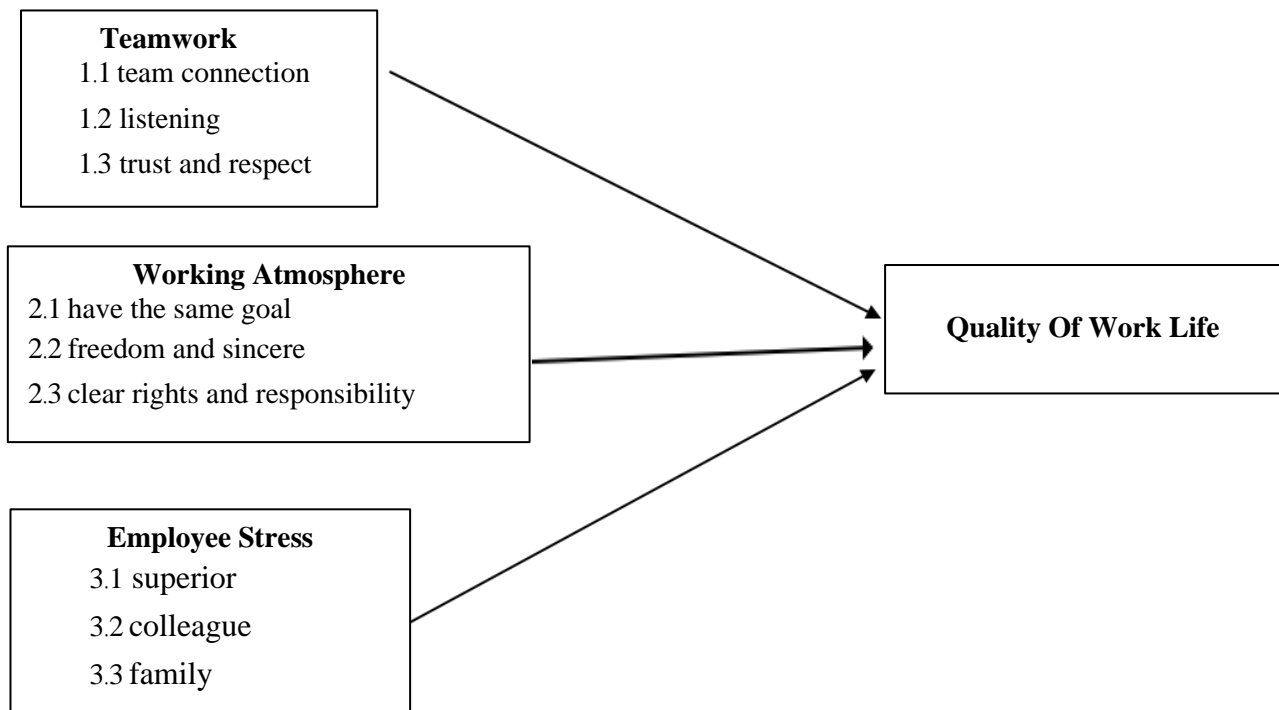 Teamwork
1.1 team connection
1.2 listening
1.3 trust and respect
Working Atmosphere
2.1 have the same goal
2.2 freedom and sincere
2.3 clear rights and responsibility
Quality Of Work Life
Employee Stress
3.1 superior
3.2 colleague
3.3 family